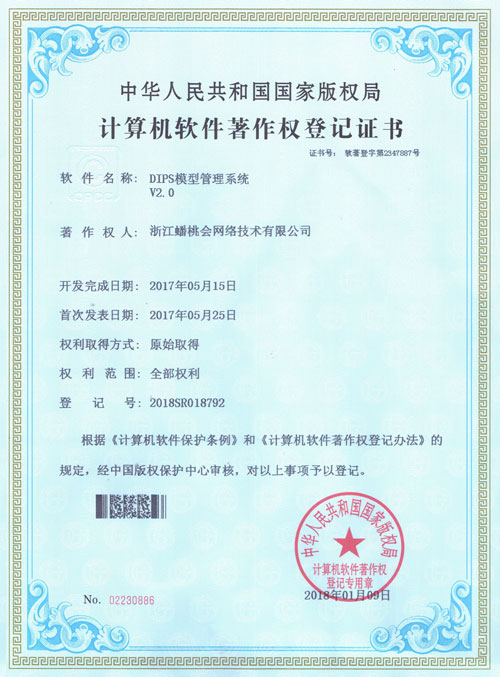 中华人民共和国国家版权局
计算机软件著作权登记证书
证书号： 软著登字第2347887号
软件名称： DIPS模型管理系统
V2.0
著作权人： 浙江蟠桃会网络技术有限公司
开发完成日期： 2017年05月15日
首次发表日期： 2017年05月25日
权利取得方式： 原始取得
权利范围： 全部权利
登记号： 2018SR018792
根据《计算机软件保护条例》和《计算机软件著作权登记办法》的
规定，经中国版权保护中心审核，对以上事项予以登记。
中华人民共和国国家版权局
计算机软件著作权
登记专用章
2018年01月09日
No. 02230886